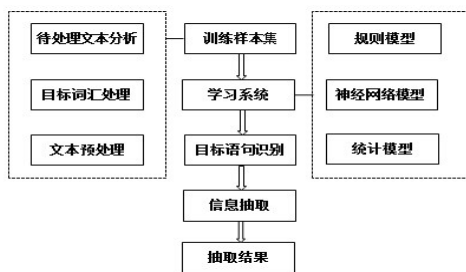 待处理文本分析
训练样本集
规则模型
目标词汇处理
学习系统
神经网络模型
文本预处理
目标语句识别
统计模型
信息抽取
抽取结果